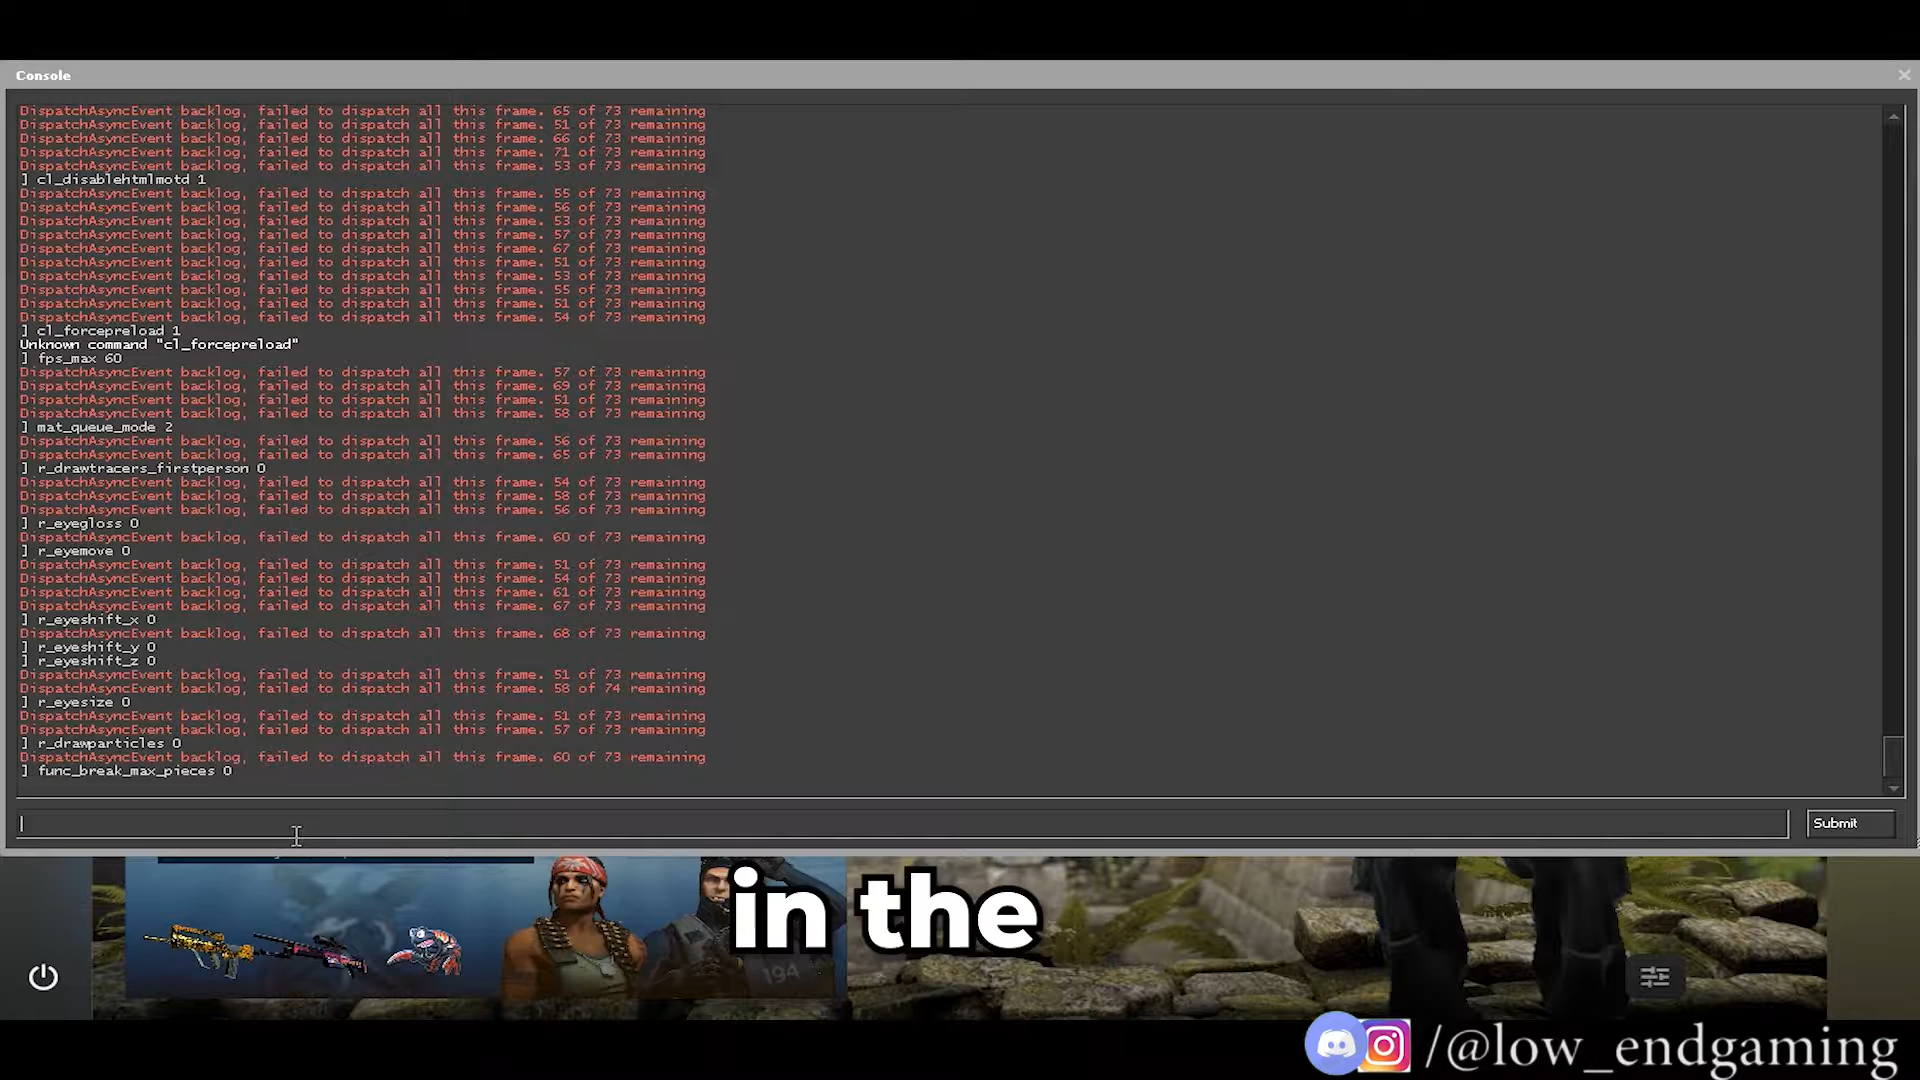 Console
DispatchAsyncEvent backlog, failed to dispatch all this frame. 65 of 73 remaining
DispatchAsyncEvent backlog, failed to dispatch all this frame. 51 of 73 remaining
DispatchAsyncEvent backlog, failed to dispatch all this frame. 66 of 73 remaining
DispatchAsyncEvent backlog, failed to dispatch all this frame. 71 of 73 remaining
DispatchAsyncEvent backlog, failed to dispatch all this frame. 53 of 73 remaining
] cl_disablehtmlmotd 1
DispatchAsyncEvent backlog, failed to dispatch all this frame. 55 of 73 remaining
DispatchAsyncEvent backlog, failed to dispatch all this frame. 56 of 73 remaining
DispatchAsyncEvent backlog, failed to dispatch all this frame. 53 of 73 remaining
DispatchAsyncEvent backlog, failed to dispatch all this frame. 57 of 73 remaining
DispatchAsyncEvent backlog, failed to dispatch all this frame. 67 of 73 remaining
DispatchAsyncEvent backlog, failed to dispatch all this frame. 51 of 73 remaining
DispatchAsyncEvent backlog, failed to dispatch all this frame. 53 of 73 remaining
DispatchAsyncEvent backlog, failed to dispatch all this frame. 55 of 73 remaining
DispatchAsyncEvent backlog, failed to dispatch all this frame. 51 of 73 remaining
DispatchAsyncEvent backlog, failed to dispatch all this frame. 54 of 73 remaining
] cl_forcepreload 1
Unknown command "cl_forcepreload"
] fps_max 60
DispatchAsyncEvent backlog, failed to dispatch all this frame. 57 of 73 remaining
DispatchAsyncEvent backlog, failed to dispatch all this frame. 69 of 73 remaining
DispatchAsyncEvent backlog, failed to dispatch all this frame. 51 of 73 remaining
DispatchAsyncEvent backlog, failed to dispatch all this frame. 58 of 73 remaining
] mat_queue_mode 2
DispatchAsyncEvent backlog, failed to dispatch all this frame. 56 of 73 remaining
DispatchAsyncEvent backlog, failed to dispatch all this frame. 65 of 73 remaining
] r_drawtracers_firstperson 0
DispatchAsyncEvent backlog, failed to dispatch all this frame. 54 of 73 remaining
DispatchAsyncEvent backlog, failed to dispatch all this frame. 58 of 73 remaining
DispatchAsyncEvent backlog, failed to dispatch all this frame. 56 of 73 remaining
] r_eyegloss 0
DispatchAsyncEvent backlog, failed to dispatch all this frame. 60 of 73 remaining
] r_eyemove 0
DispatchAsyncEvent backlog, failed to dispatch all this frame. 51 of 73 remaining
DispatchAsyncEvent backlog, failed to dispatch all this frame. 54 of 73 remaining
DispatchAsyncEvent backlog, failed to dispatch all this frame. 61 of 73 remaining
DispatchAsyncEvent backlog, failed to dispatch all this frame. 67 of 73 remaining
] r_eyeshift_x 0
DispatchAsyncEvent backlog, failed to dispatch all this frame. 68 of 73 remaining
] r_eyeshift_y 0
] r_eyeshift_z 0
DispatchAsyncEvent backlog, failed to dispatch all this frame. 51 of 73 remaining
DispatchAsyncEvent backlog, failed to dispatch all this frame. 58 of 74 remaining
] r_eyesize 0
DispatchAsyncEvent backlog, failed to dispatch all this frame. 51 of 73 remaining
DispatchAsyncEvent backlog, failed to dispatch all this frame. 57 of 73 remaining
] r_drawparticles 0
DispatchAsyncEvent backlog, failed to dispatch all this frame. 60 of 73 remaining
] func_break_max_pieces 0
Submit
in the
194
/@low_endgaming